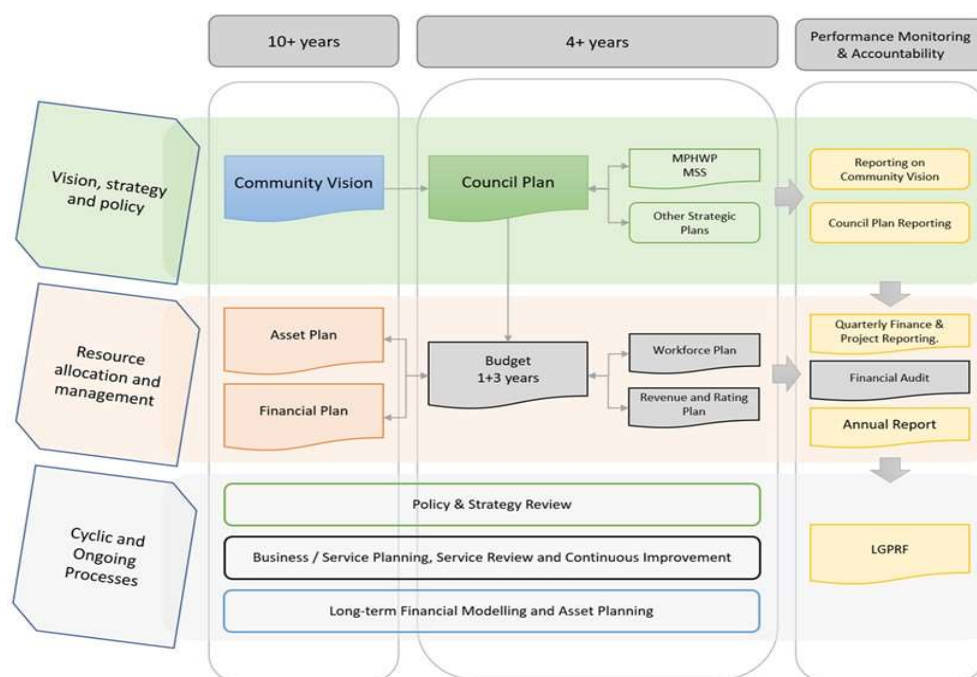 10+ years
4+ years
Performance Monitoring
& Accountability
Vision, strategy
and policy
Community Vision
Council Plan
MPHWP
MSS
Other Strategic
Plans
Reporting on
Community Vision
Council Plan Reporting
Resource
allocation and
management
Asset Plan
Financial Plan
Budget
1+3 years
Workforce Plan
Revenue and Rating
Plan
Quarterly Finance &
Project Reporting.
Financial Audit
Annual Report
Cyclic and
Ongoing
Processes
Policy & Strategy Review
Business / Service Planning, Service Review and Continuous Improvement
Long-term Financial Modelling and Asset Planning
LGPRF